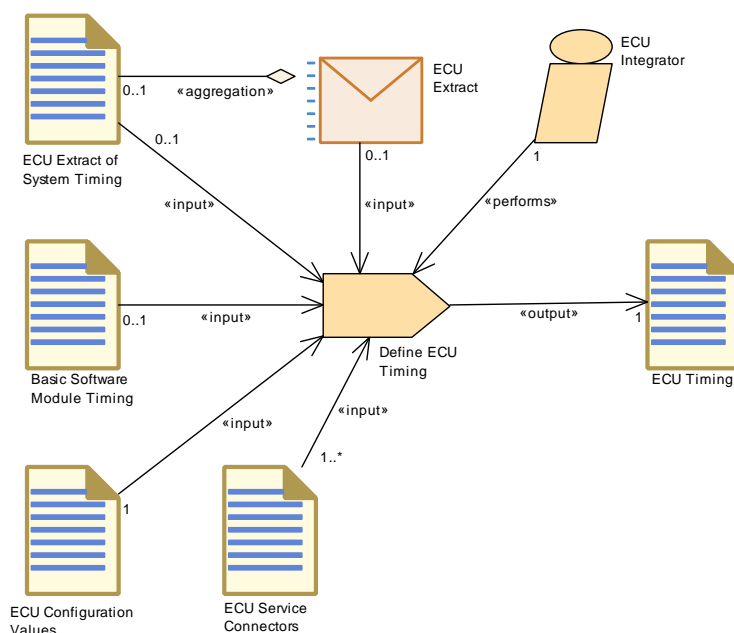 ECU
Integrator
ECU
Extract
0..1
«aggregation»
ECU Extract of
System Timing
0..1
0..1
1
«input»
«input»
«performs»
0..1
«input»
«output»
1
Basic Software
Module Timing
Define ECU
Timing
ECU Timing
«input»
«input»
1..*
1
ECU Configuration
Values
ECU Service
Connectors